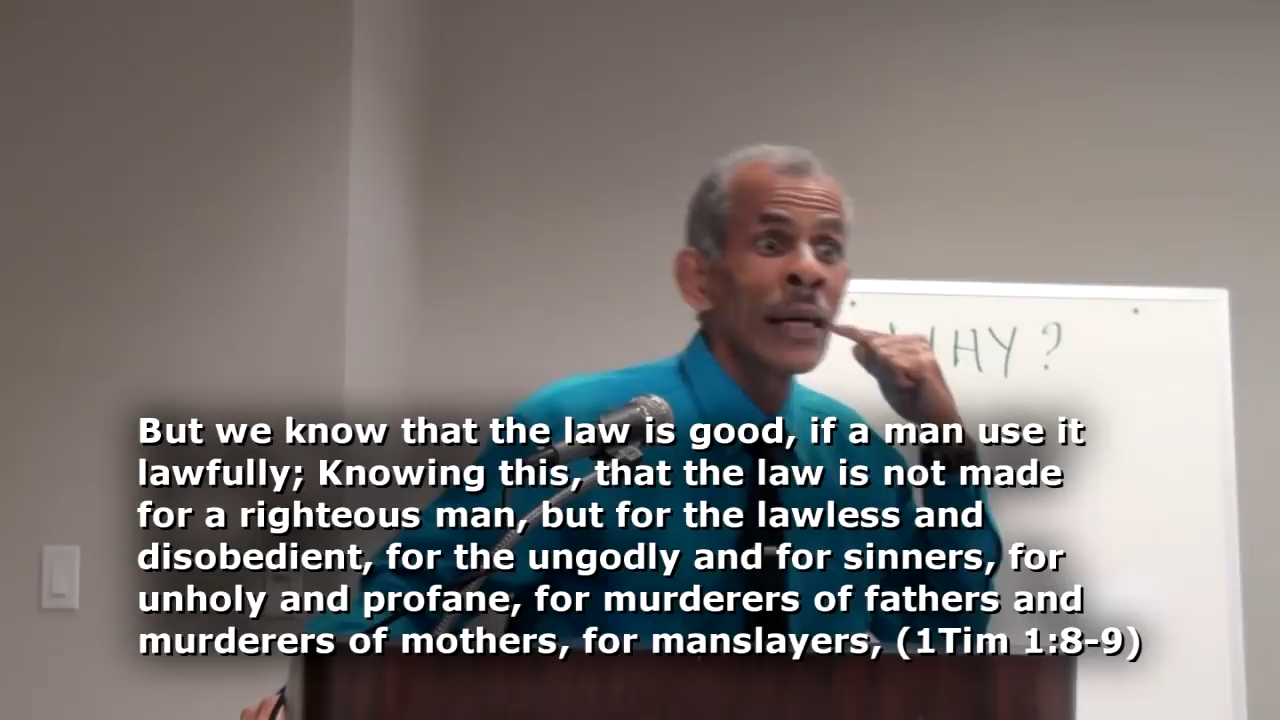 WHY?
But we know that the law is good, if a man use it
lawfully; Knowing this, that the law is not made
for a righteous man, but for the lawless and
disobedient, for the ungodly and for sinners, for
unholy and profane, for murderers of fathers and
murderers of mothers, for manslayers, (1Tim 1:8-9)